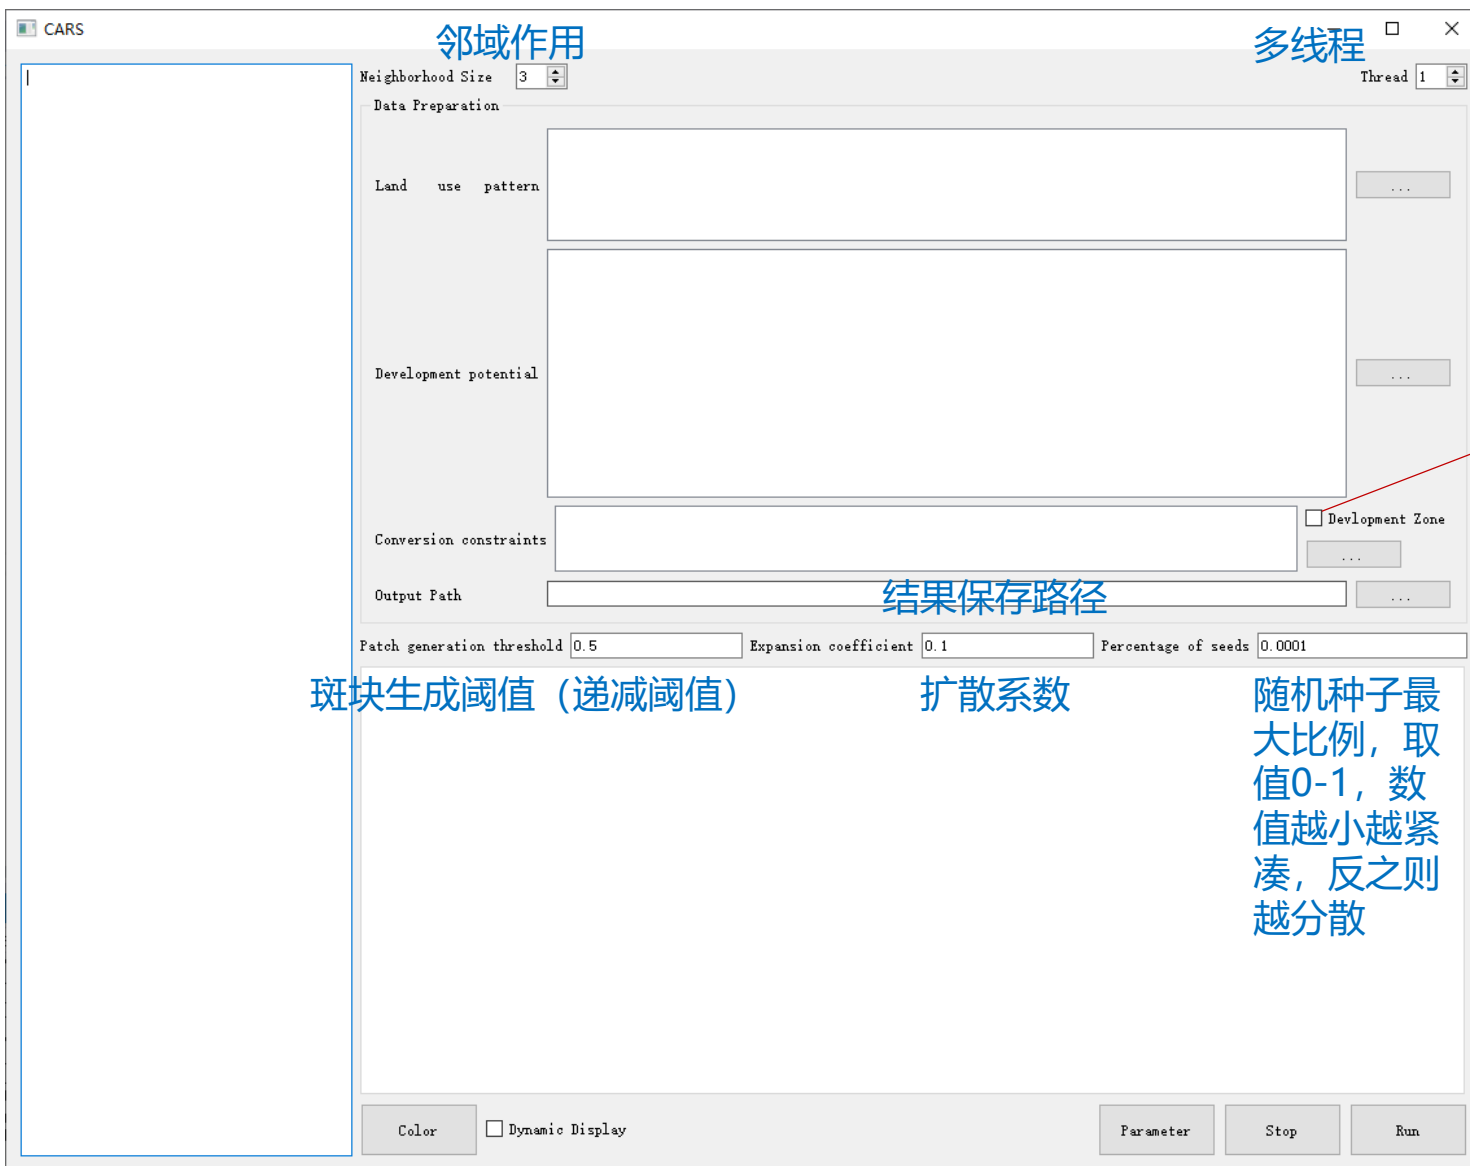 CARS
邻域作用
多线程
Neighborhood Size 3
Thread 1
Data Preparation
Land use pattern
...
Development potential
...
Conversion constraints
Devlopment Zone
...
Output Path
结果保存路径
...
Patch generation threshold 0.5
Expansion coefficient 0.1
Percentage of seeds 0.0001
斑块生成阈值（递减阈值）
扩散系数
随机种子最
大比例，取
值0-1，数
值越小越紧
凑，反之则
越分散
Color
Dynamic Display
Parameter
Stop
Run